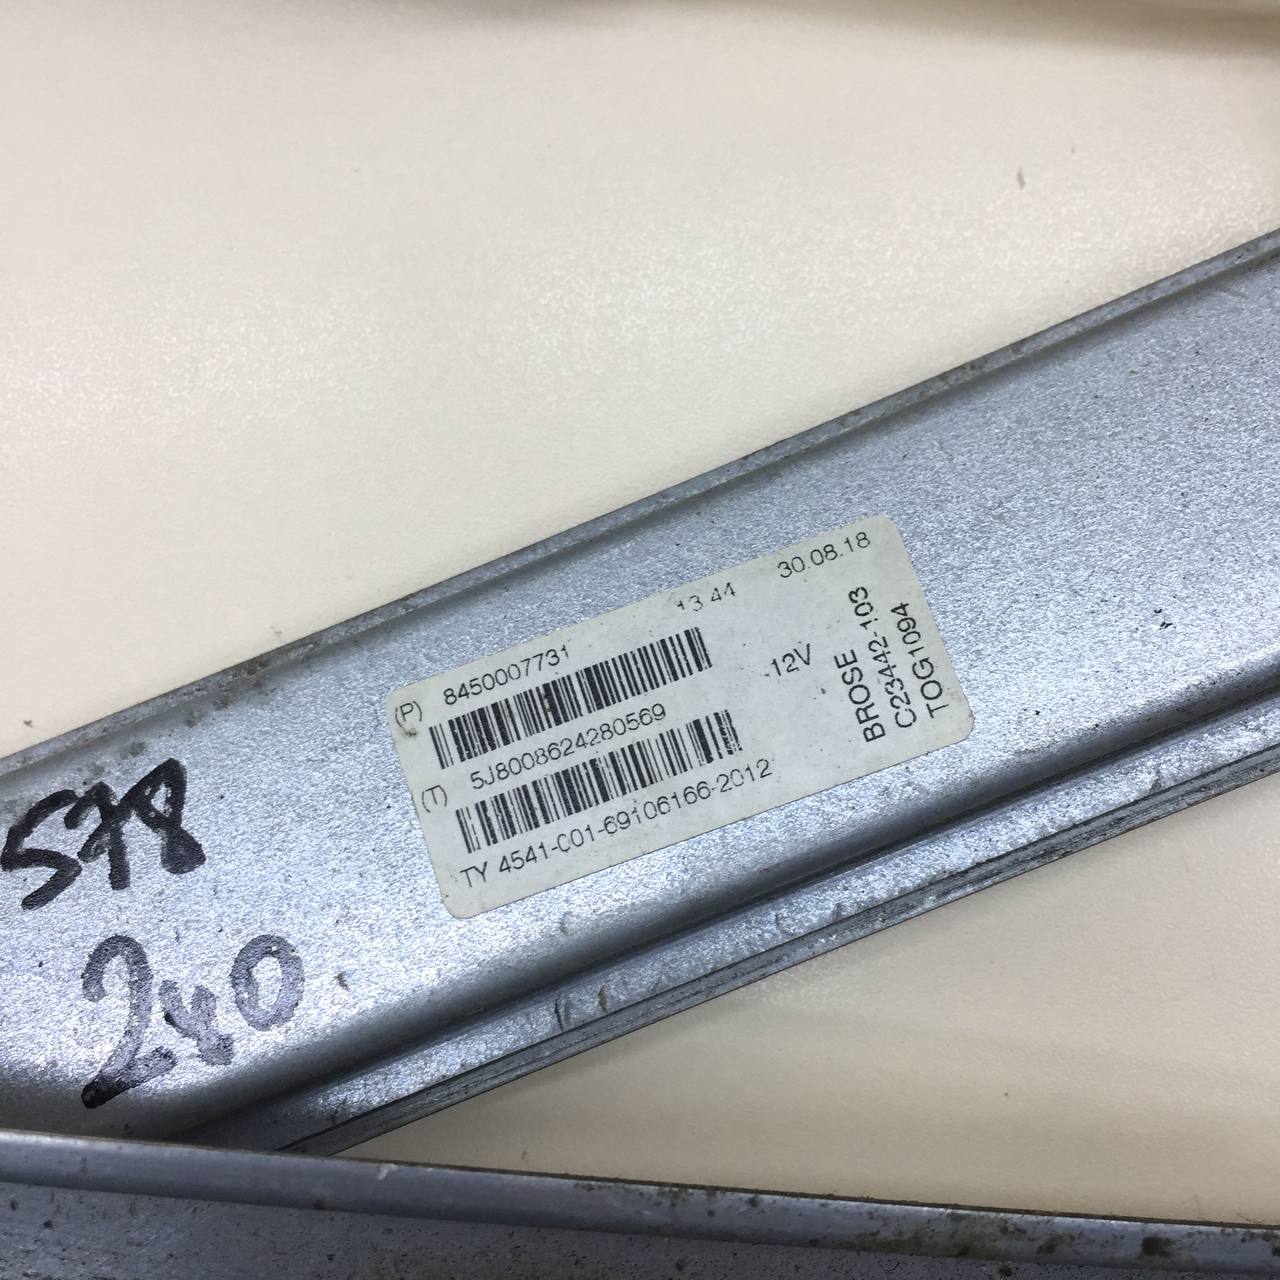 13:44 30.08.18
(P) 8450007731
12V
(T) 5J8008624280569
TY 4541-001-69106166-2012
BROSE
C23442-103
TOG1094
578
240